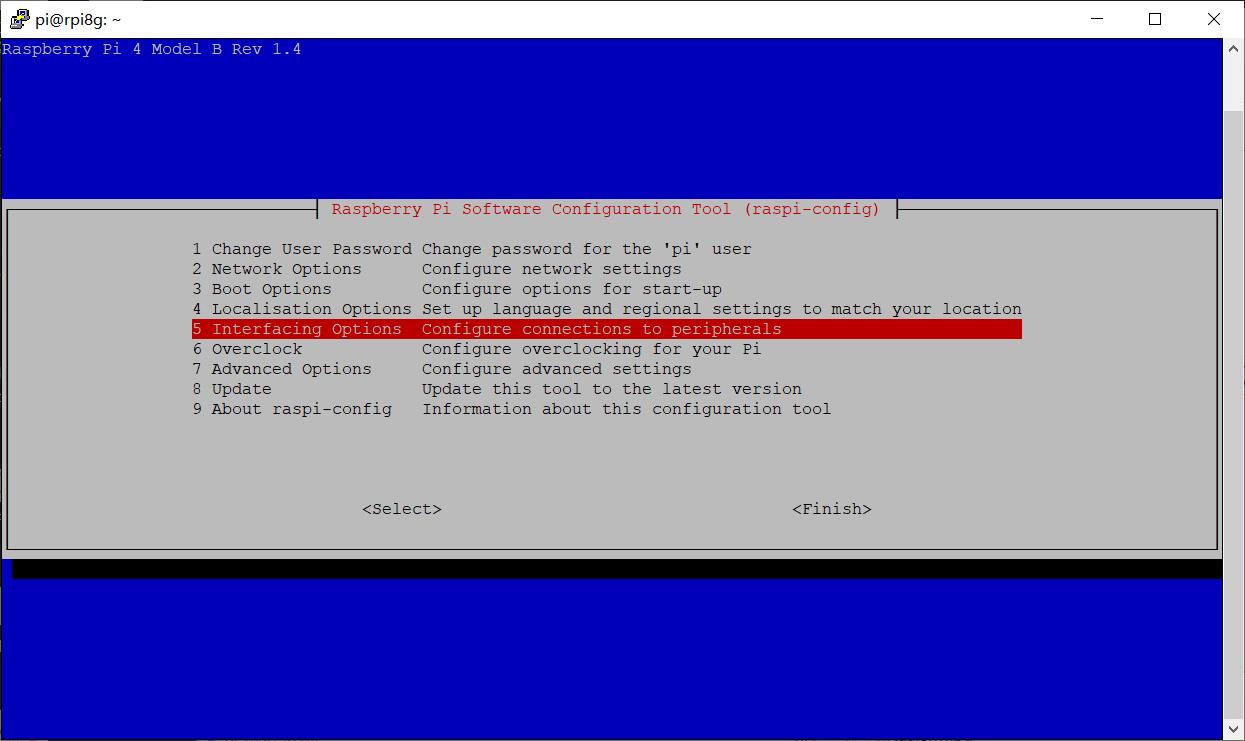 pi@rpi8g: ~
Raspberry Pi 4 Model B Rev 1.4
Raspberry Pi Software Configuration Tool (raspi-config)
1 Change User Password Change password for the 'pi' user
2 Network Options      Configure network settings
3 Boot Options         Configure options for start-up
4 Localisation Options Set up language and regional settings to match your location
5 Interfacing Options  Configure connections to peripherals
6 Overclock            Configure overclocking for your Pi
7 Advanced Options     Configure advanced settings
8 Update               Update this tool to the latest version
9 About raspi-config   Information about this configuration tool
<Select> <Finish>